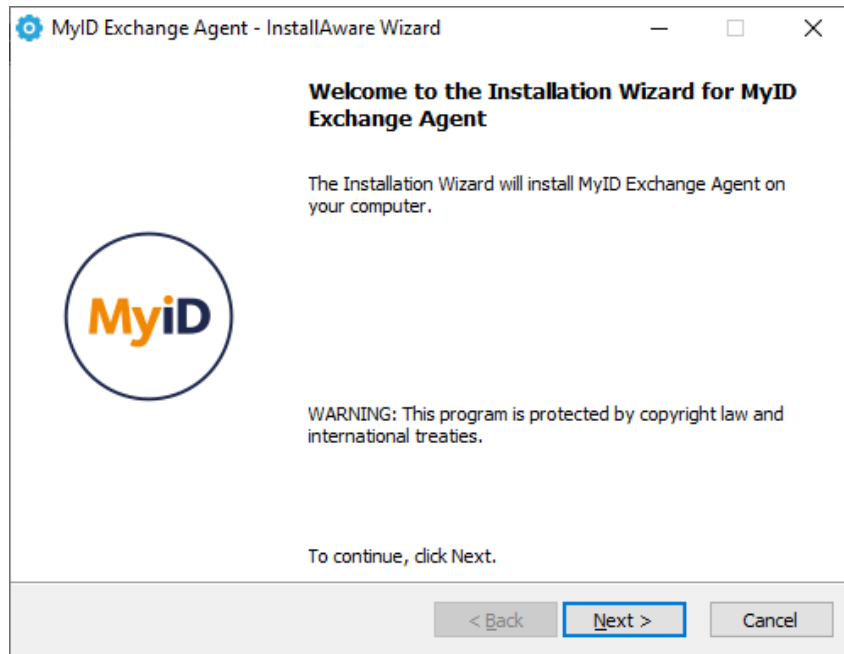 MyID Exchange Agent - InstallAware Wizard
Welcome to the Installation Wizard for MyID
Exchange Agent
The Installation Wizard will install MyID Exchange Agent on
your computer.
MyiD
WARNING: This program is protected by copyright law and
international treaties.
To continue, click Next.
< Back
Next >
Cancel